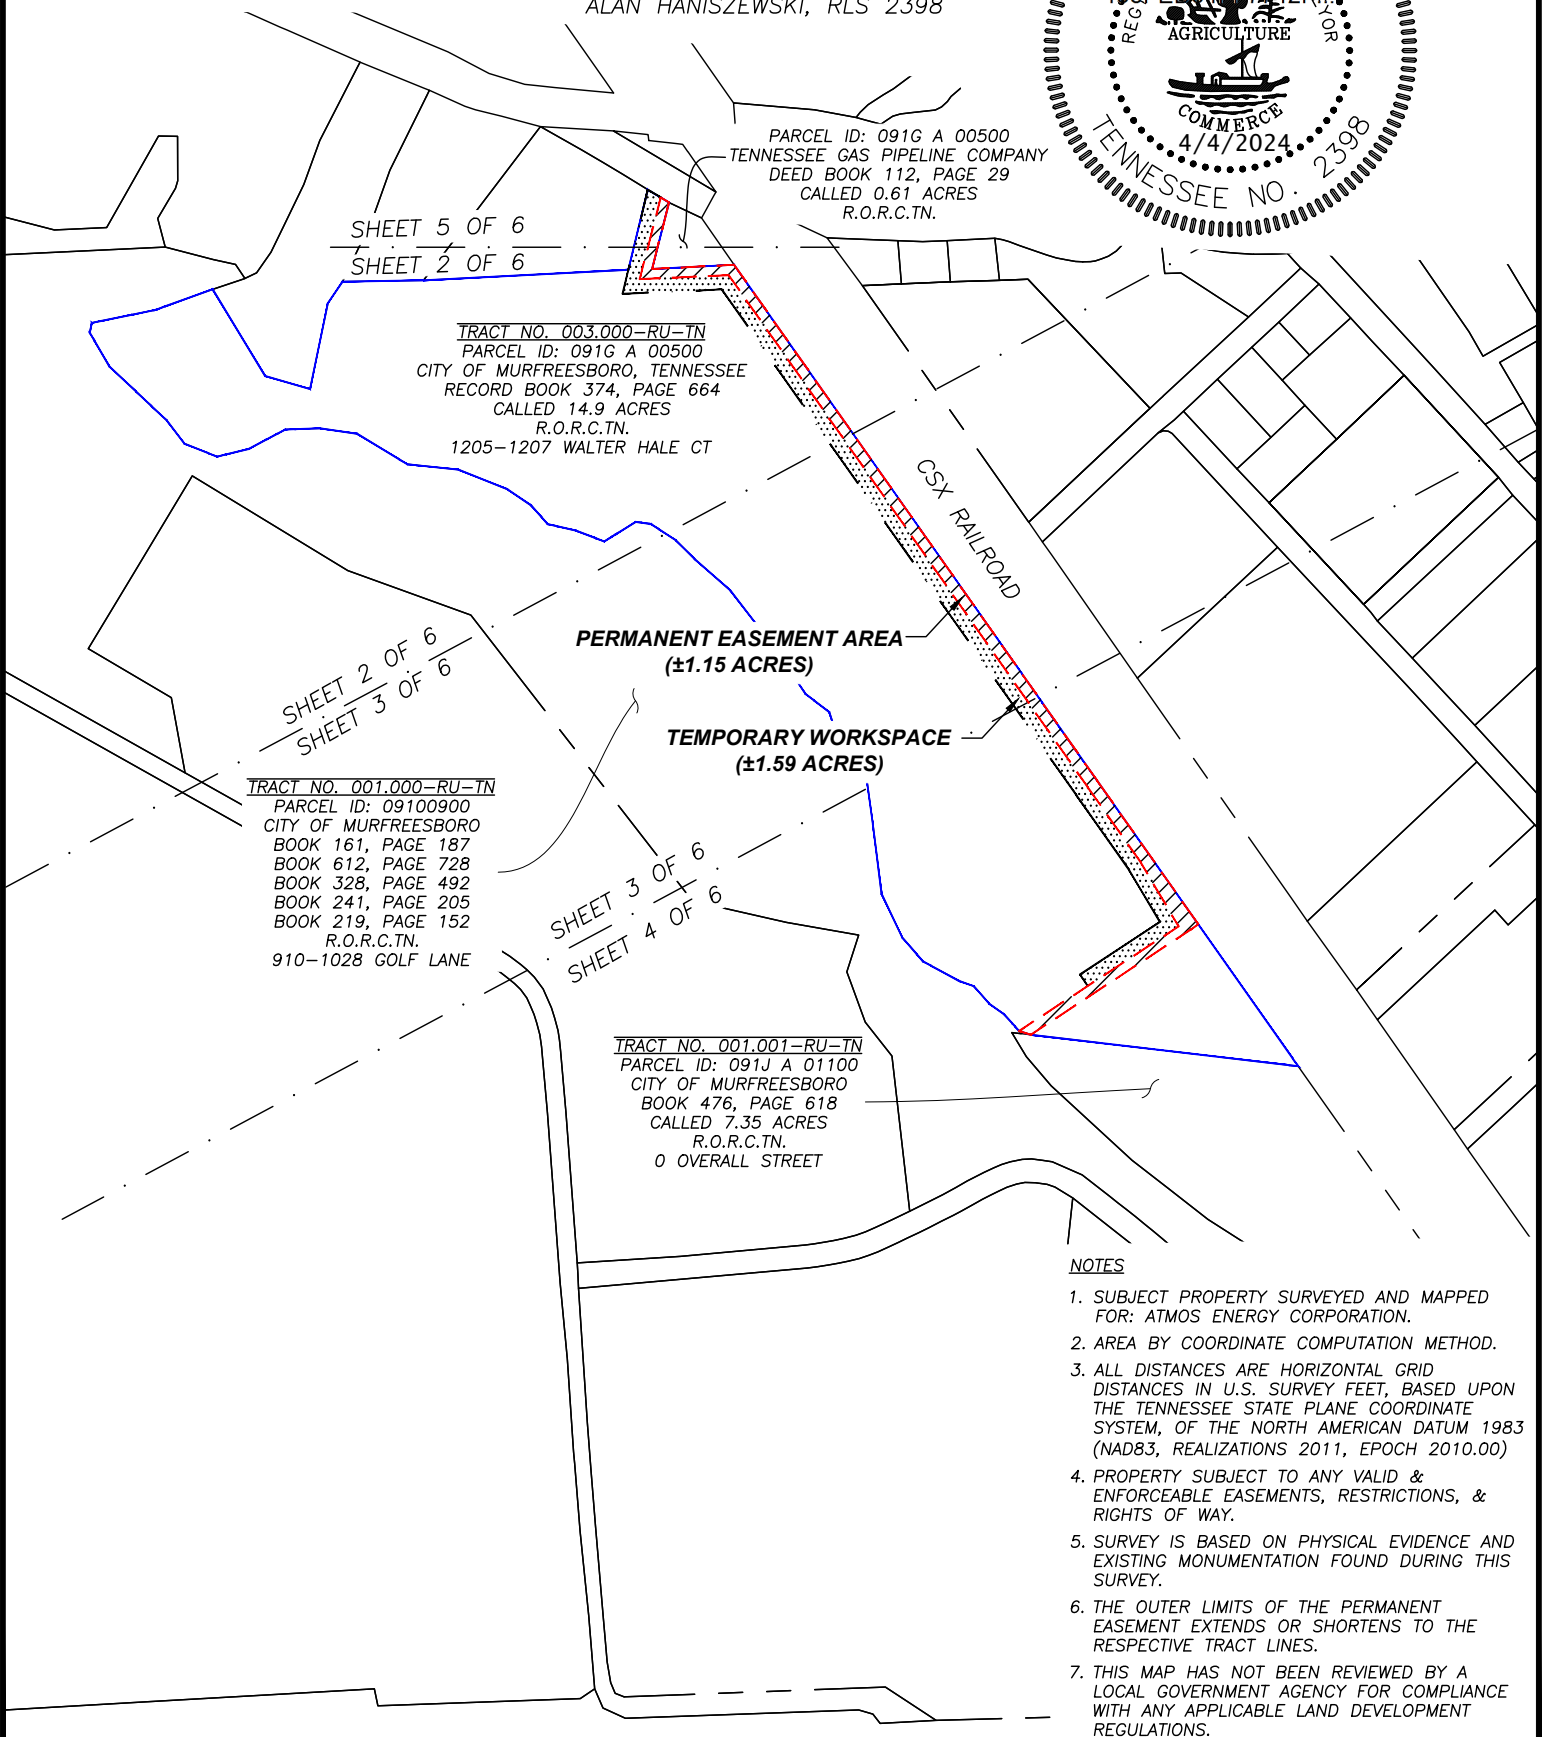 ALAN HANISZEWSKI, RLS 2398
AGRICULTURE
COMMERCE
4/4/2024
TENNESSEE NO. 2398
PARCEL ID: 091G A 00500
TENNESSEE GAS PIPELINE COMPANY
DEED BOOK 112, PAGE 29
CALLED 0.61 ACRES
R.O.R.C.TN.
SHEET 5 OF 6
SHEET 2 OF 6
TRACT NO. 003.000-RU-TN
PARCEL ID: 091G A 00500
CITY OF MURFREESBORO, TENNESSEE
RECORD BOOK 374, PAGE 664
CALLED 14.9 ACRES
R.O.R.C.TN.
1205-1207 WALTER HALE CT
CSX RAILROAD
PERMANENT EASEMENT AREA
(±1.15 ACRES)
SHEET 2 OF 6
SHEET 3 OF 6
TEMPORARY WORKSPACE
(±1.59 ACRES)
TRACT NO. 001.000-RU-TN
PARCEL ID: 09100900
CITY OF MURFREESBORO
BOOK 161, PAGE 187
BOOK 612, PAGE 728
BOOK 328, PAGE 492
BOOK 241, PAGE 205
BOOK 219, PAGE 152
R.O.R.C.TN.
910-1028 GOLF LANE
SHEET 3 OF 6
SHEET 4 OF 6
TRACT NO. 001.001-RU-TN
PARCEL ID: 091J A 01100
CITY OF MURFREESBORO
BOOK 476, PAGE 618
CALLED 7.35 ACRES
R.O.R.C.TN.
0 OVERALL STREET
NOTES
1. SUBJECT PROPERTY SURVEYED AND MAPPED
FOR: ATMOS ENERGY CORPORATION.
2. AREA BY COORDINATE COMPUTATION METHOD.
3. ALL DISTANCES ARE HORIZONTAL GRID
DISTANCES IN U.S. SURVEY FEET, BASED UPON
THE TENNESSEE STATE PLANE COORDINATE
SYSTEM, OF THE NORTH AMERICAN DATUM 1983
(NAD83, REALIZATIONS 2011, EPOCH 2010.00)
4. PROPERTY SUBJECT TO ANY VALID &
ENFORCEABLE EASEMENTS, RESTRICTIONS, &
RIGHTS OF WAY.
5. SURVEY IS BASED ON PHYSICAL EVIDENCE AND
EXISTING MONUMENTATION FOUND DURING THIS
SURVEY.
6. THE OUTER LIMITS OF THE PERMANENT
EASEMENT EXTENDS OR SHORTENS TO THE
RESPECTIVE TRACT LINES.
7. THIS MAP HAS NOT BEEN REVIEWED BY A
LOCAL GOVERNMENT AGENCY FOR COMPLIANCE
WITH ANY APPLICABLE LAND DEVELOPMENT
REGULATIONS.